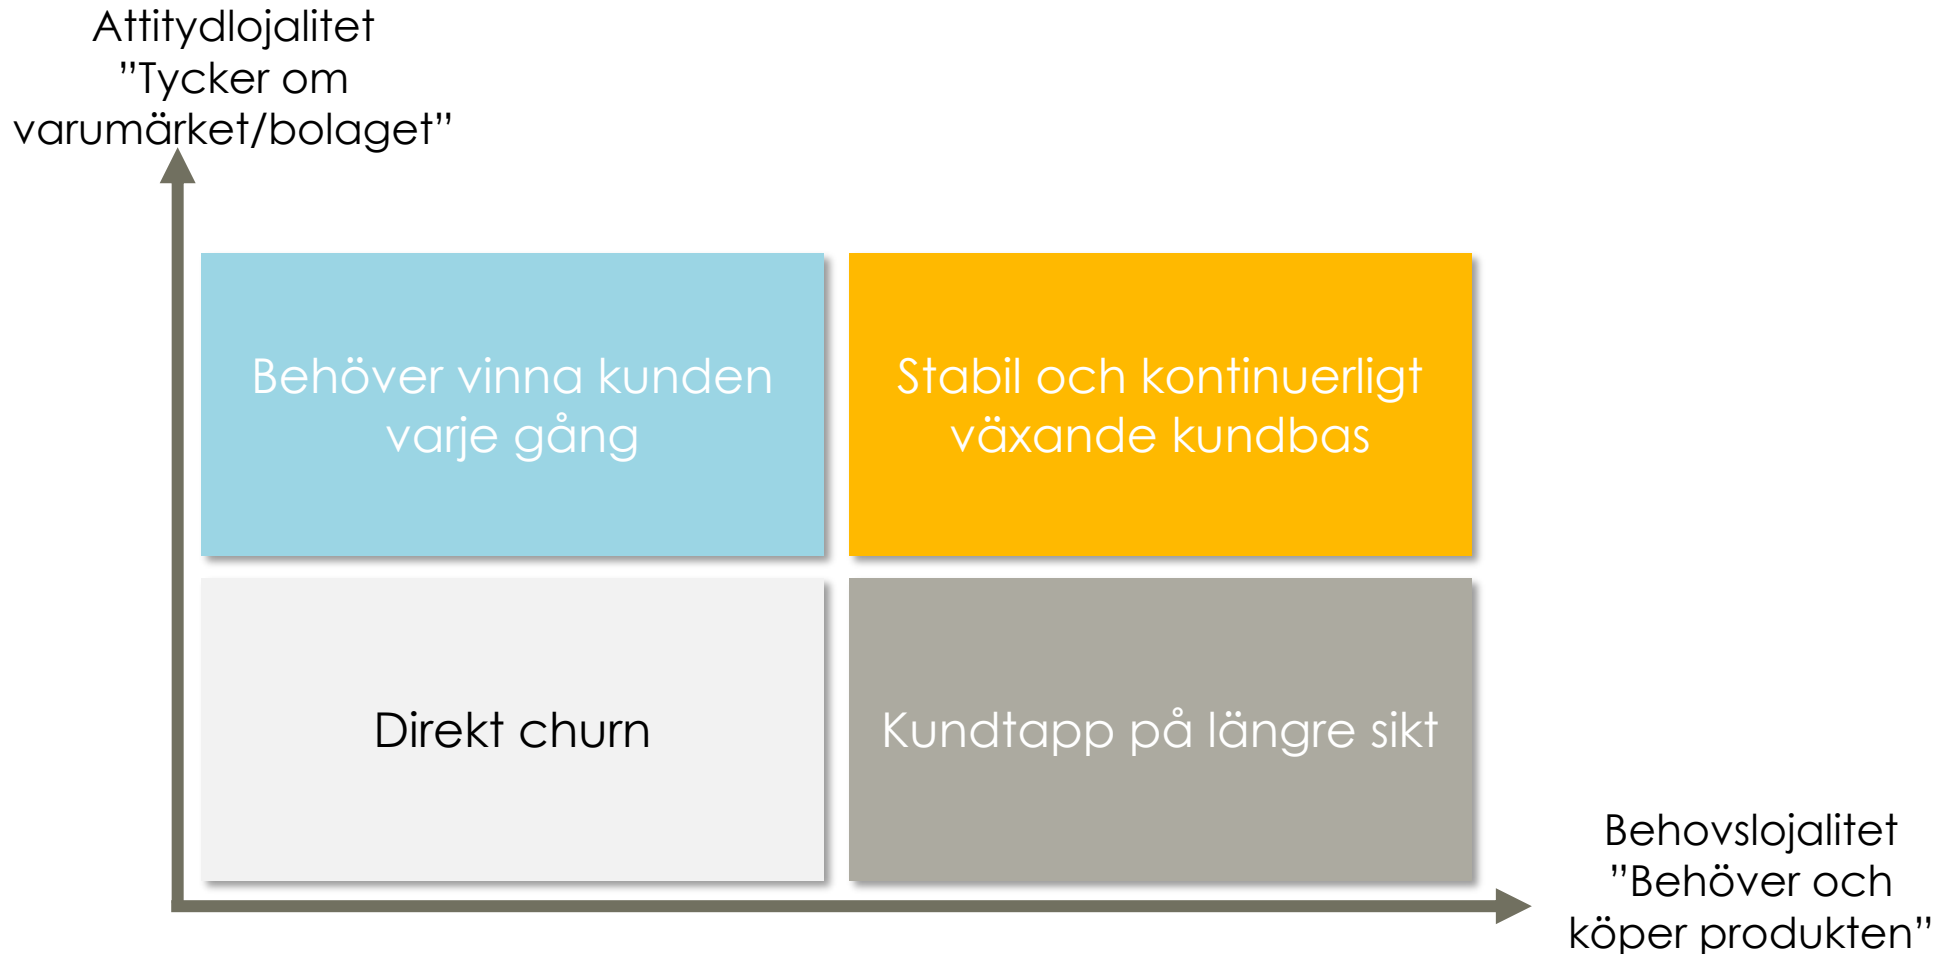 Attitydlojalitet
”Tycker om
varumärket/bolaget”
Behöver vinna kunden
varje gång
Stabil och kontinuerligt
växande kundbas
Direkt churn
Kundtapp på längre sikt
Behovslojalitet
”Behöver och
köper produkten”